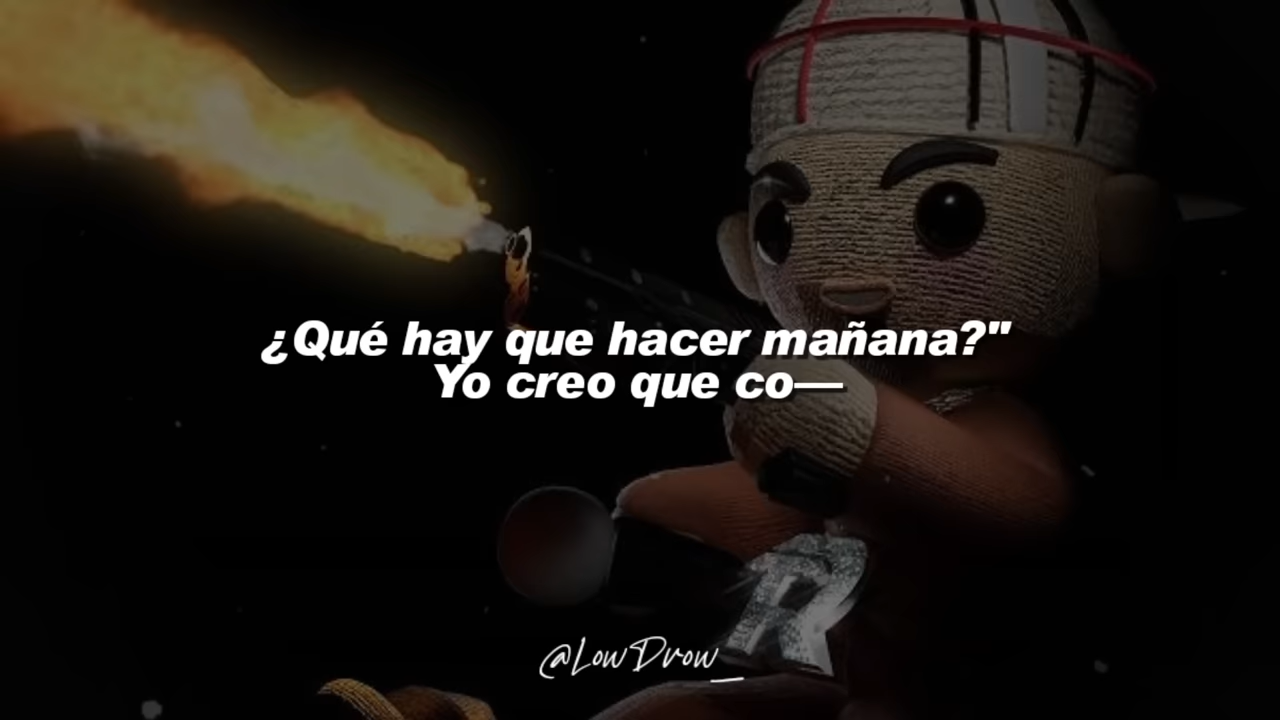 ¿Qué hay que hacer mañana?"
Yo creo que co—
R
@LowDrow_